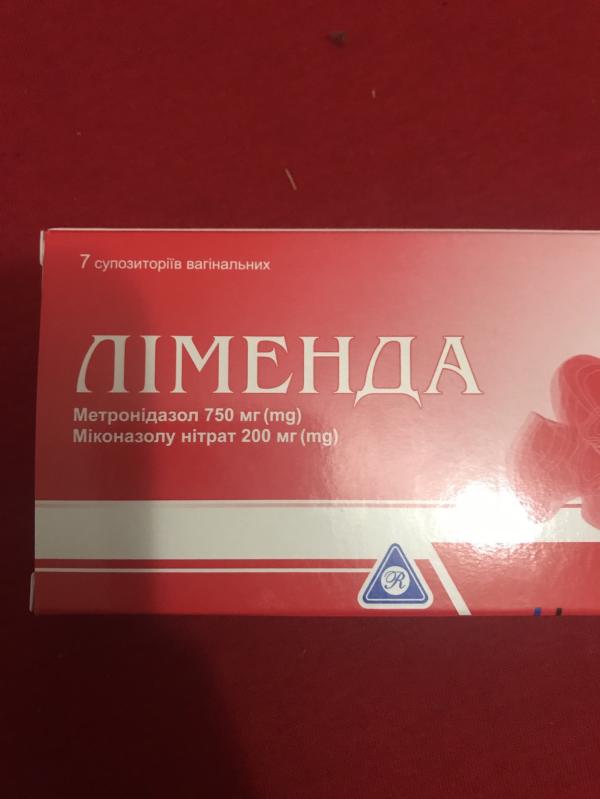 7 супозиторіїв вагінальних
ЛІМЕНДА
Метронідазол 750 мг (mg)
Міконазолу нітрат 200 мг (mg)
R